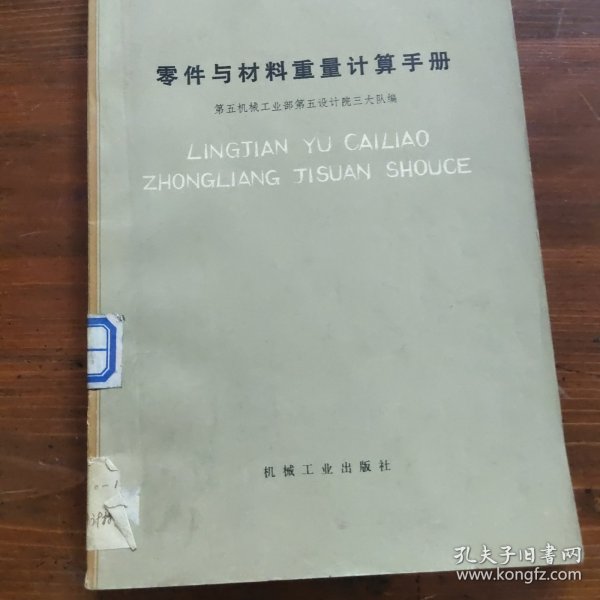 零件与材料重量计算手册
第五机械工业部第五设计院三大队编
LINGJIAN YU CAILIAO
ZHONGLIANG JISUAN SHOUCE
机械工业出版社
孔夫子旧书网
www.kongfz.com